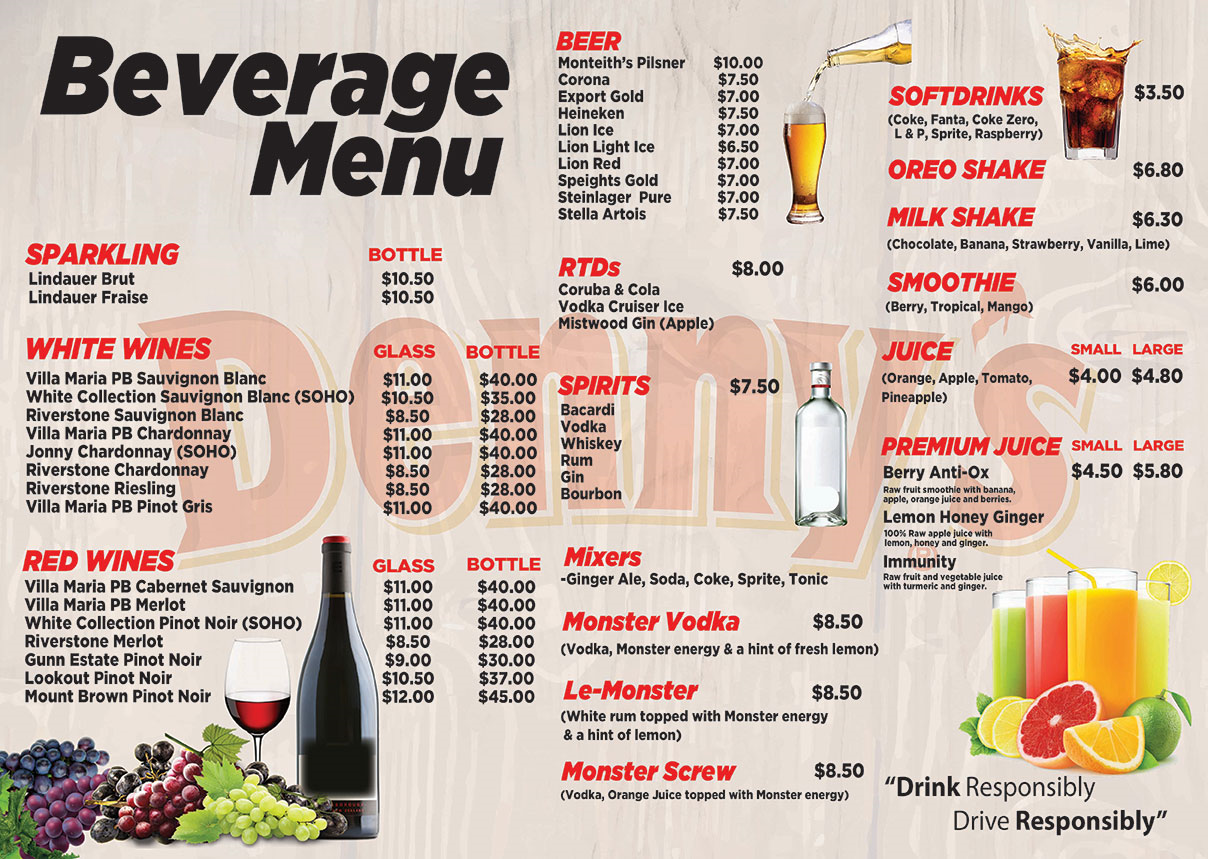 Beverage
Menu
SPARKLING BOTTLE
Lindauer Brut $10.50
Lindauer Fraise $10.50
WHITE WINES GLASS BOTTLE
Villa Maria PB Sauvignon Blanc $11.00 $40.00
White Collection Sauvignon Blanc (SOHO) $10.50 $35.00
Riverstone Sauvignon Blanc $8.50 $28.00
Villa Maria PB Chardonnay $11.00 $40.00
Jonny Chardonnay (SOHO) $11.00 $40.00
Riverstone Chardonnay $8.50 $28.00
Riverstone Riesling $8.50 $28.00
Villa Maria PB Pinot Gris $11.00 $40.00
RED WINES GLASS BOTTLE
Villa Maria PB Cabernet Sauvignon $11.00 $40.00
Villa Maria PB Merlot $11.00 $40.00
White Collection Pinot Noir (SOHO) $11.00 $40.00
Riverstone Merlot $8.50 $28.00
Gunn Estate Pinot Noir $9.00 $30.00
Lookout Pinot Noir $10.50 $37.00
Mount Brown Pinot Noir $12.00 $45.00
BEER
Monteith's Pilsner $10.00
Corona $7.50
Export Gold $7.00
Heineken $7.50
Lion Ice $7.00
Lion Light Ice $6.50
Lion Red $7.00
Speights Gold $7.00
Steinlager Pure $7.00
Stella Artois $7.50
RTDs $8.00
Coruba & Cola
Vodka Cruiser Ice
Mistwood Gin (Apple)
SPIRITS $7.50
Bacardi
Vodka
Whiskey
Rum
Gin
Bourbon
Mixers
-Ginger Ale, Soda, Coke, Sprite, Tonic
Monster Vodka $8.50
(Vodka, Monster energy & a hint of fresh lemon)
Le-Monster $8.50
(White rum topped with Monster energy
& a hint of lemon)
Monster Screw $8.50
(Vodka, Orange Juice topped with Monster energy)
SOFTDRINKS $3.50
(Coke, Fanta, Coke Zero,
L & P, Sprite, Raspberry)
OREO SHAKE $6.80
MILK SHAKE $6.30
(Chocolate, Banana, Strawberry, Vanilla, Lime)
SMOOTHIE $6.00
(Berry, Tropical, Mango)
JUICE SMALL LARGE
(Orange, Apple, Tomato, $4.00 $4.80
Pineapple)
PREMIUM JUICE SMALL LARGE
Berry Anti-Ox $4.50 $5.80
Raw fruit smoothie with banana,
apple, orange juice and berries.
Lemon Honey Ginger
100% Raw apple juice with
lemon, honey and ginger.
Immunity
Raw fruit and vegetable juice
with turmeric and ginger.
"Drink Responsibly
Drive Responsibly"
Denny's
®